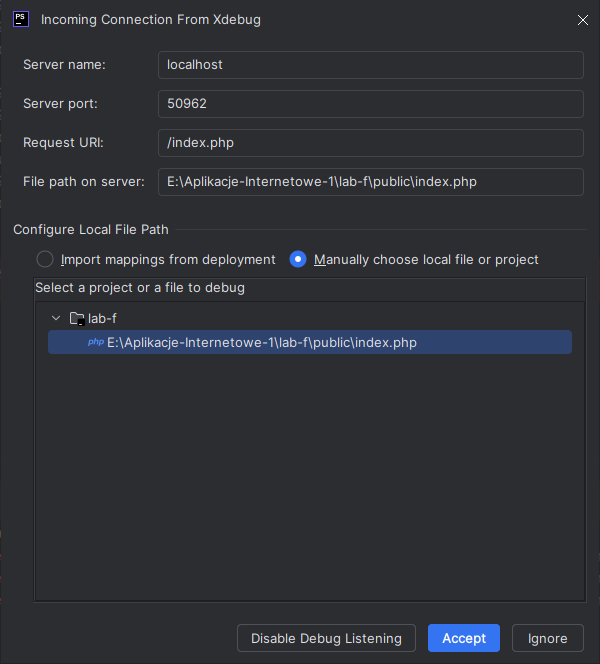 PS
Incoming Connection From Xdebug
Server name: localhost
Server port: 50962
Request URI: /index.php
File path on server: E:\Aplikacje-Internetowe-1\lab-f\public\index.php
Configure Local File Path
Import mappings from deployment Manually choose local file or project
Select a project or a file to debug
lab-f
php E:\Aplikacje-Internetowe-1\lab-f\public\index.php
Disable Debug Listening Accept Ignore